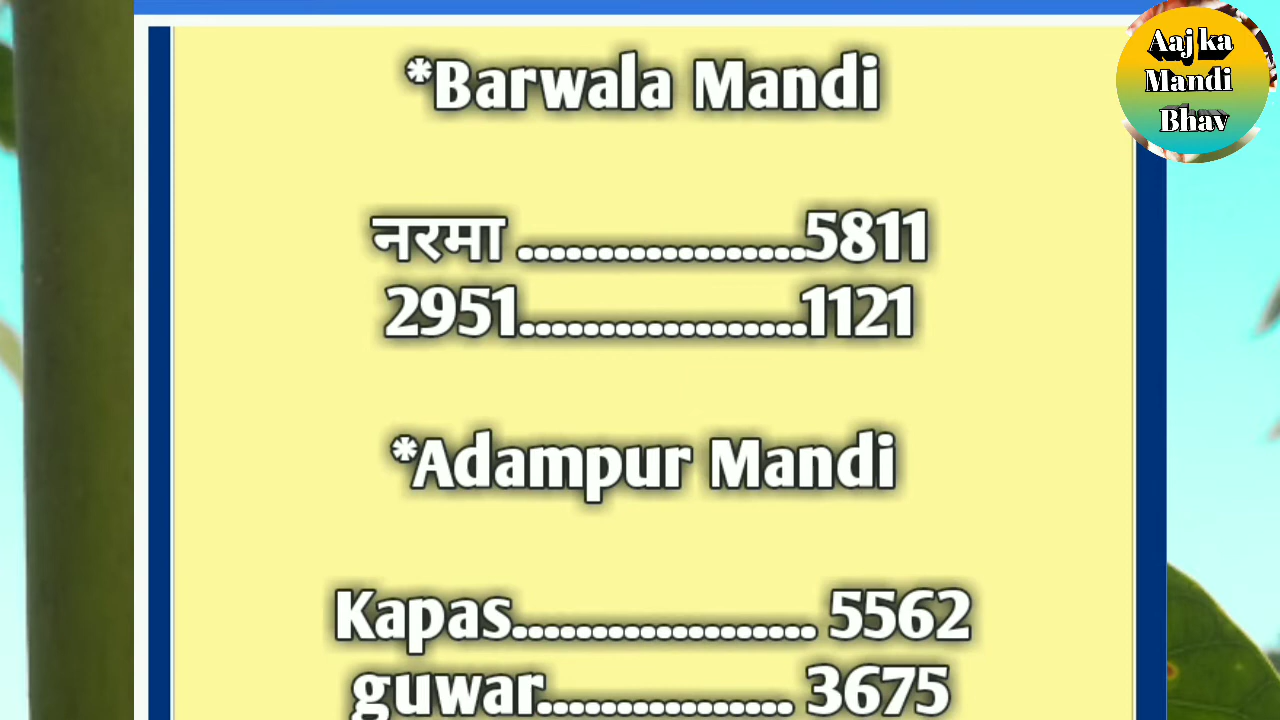 Aaj ka
Mandi
Bhav
*Barwala Mandi
नरमा ..................5811
2951..................1121
*Adampur Mandi
Kapas................... 5562
guwar................ 3675